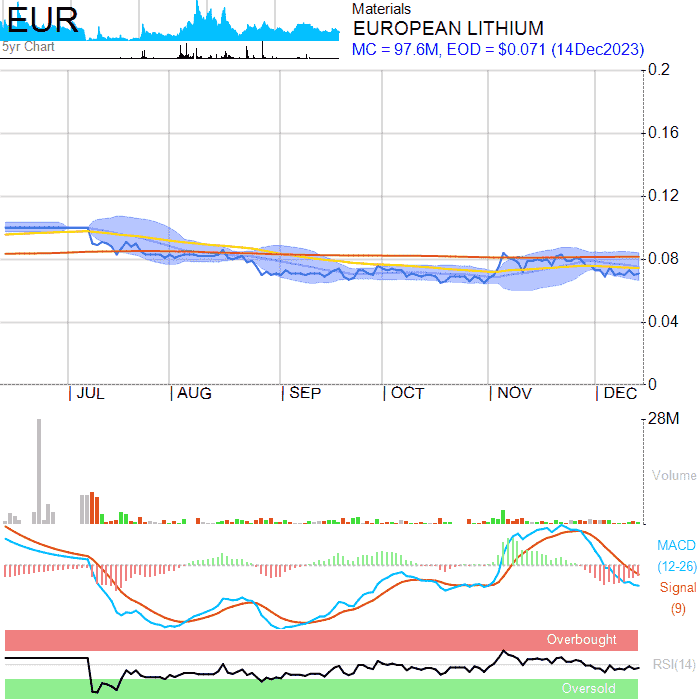 EUR
5yr Chart
Materials
EUROPEAN LITHIUM
MC = 97.6M, EOD = $0.071 (14Dec2023)
0.2
0.16
0.12
0.08
0.04
0
JUL AUG SEP OCT NOV DEC
28M
Volume
MACD
(12-26)
Signal
(9)
Overbought
RSI(14)
Oversold